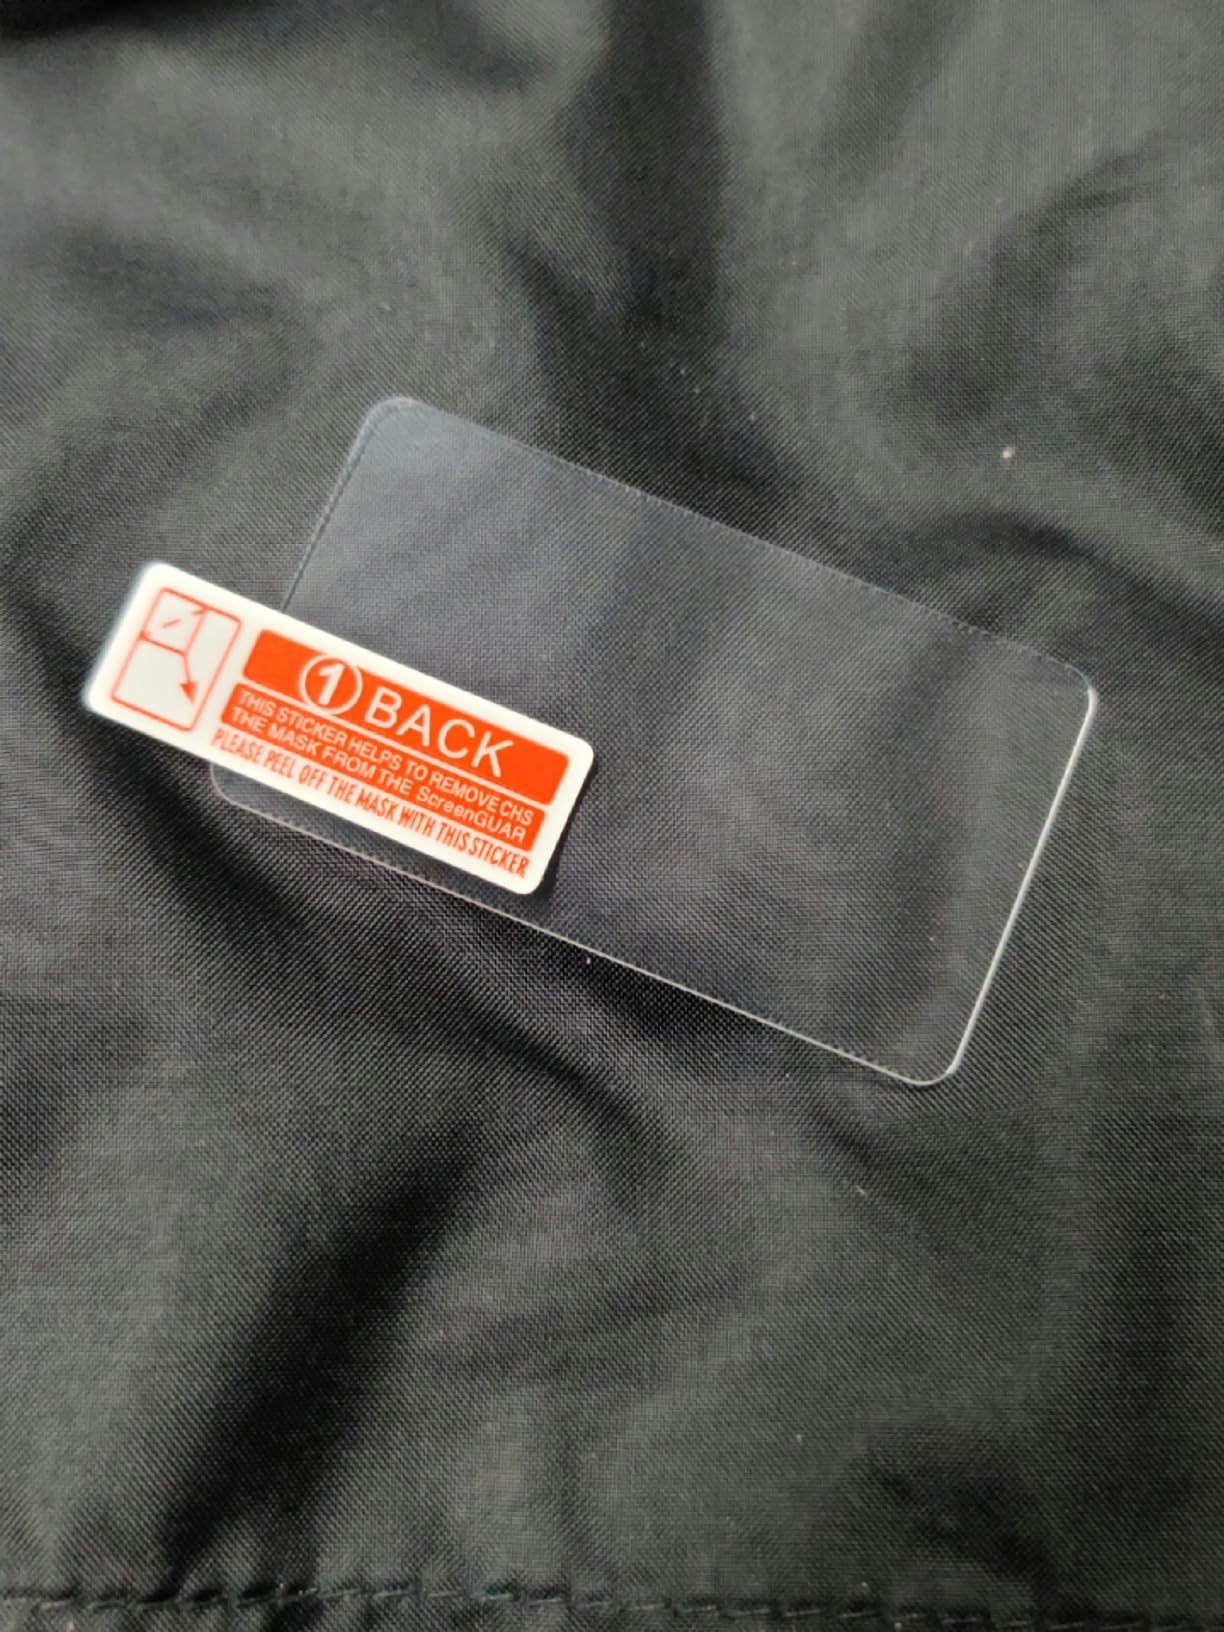 1 BACK
THIS STICKER HELPS TO REMOVE CHS
THE MASK FROM THE ScreenGUAR
PLEASE PEEL OFF THE MASK WITH THIS STICKER